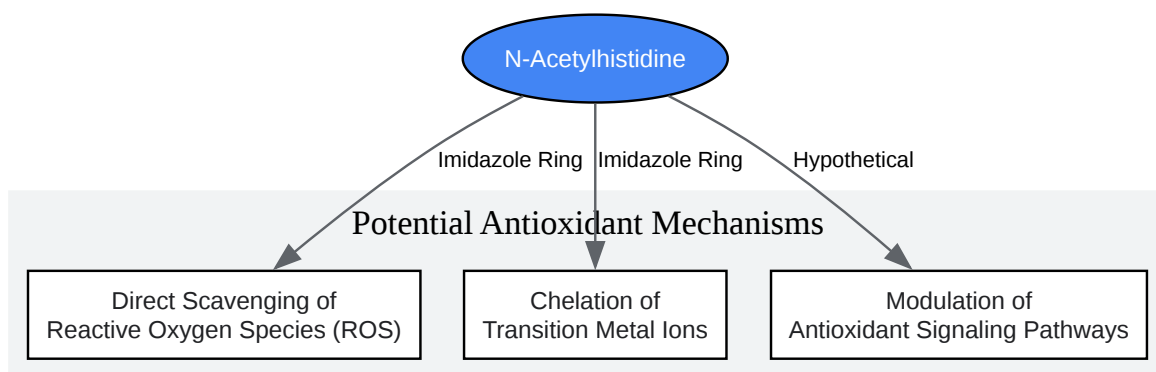 N-Acetylhistidine
Imidazole Ring
Imidazole Ring
Hypothetical
Potential Antioxidant Mechanisms
Direct Scavenging of
Reactive Oxygen Species (ROS)
Chelation of
Transition Metal Ions
Modulation of
Antioxidant Signaling Pathways